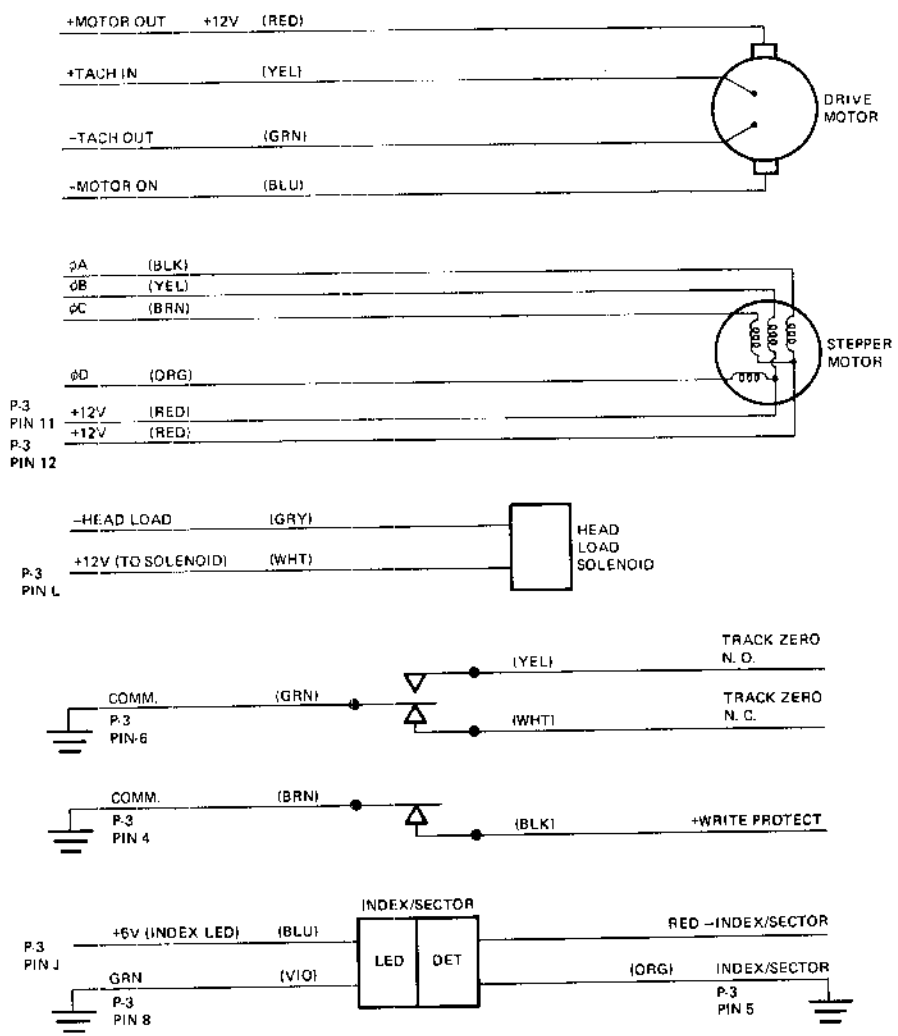 +MOTOR OUT +12V (RED)
+TACH IN (YEL)
DRIVE
MOTOR
-TACH OUT (GRN)
-MOTOR ON (BLU)
φA (BLK)
φB (YEL)
φC (BRN)
STEPPER
MOTOR
φD (ORG)
P-3
PIN 11
+12V (RED)
+12V (RED)
P-3
PIN 12
-HEAD LOAD (GRY)
HEAD
LOAD
SOLENOID
+12V (TO SOLENOID) (WHT)
P-3
PIN L
TRACK ZERO
N. O.
(YEL)
COMM. (GRN)
P-3
PIN-6
TRACK ZERO
N. C.
(WHT)
COMM. (BRN)
P-3
PIN 4
(BLK) +WRITE PROTECT
INDEX/SECTOR
+5V (INDEX LED) (BLU)
RED -INDEX/SECTOR
P-3
PIN J
LED DET
GRN (VIO)
(ORG) INDEX/SECTOR
P-3
PIN 8
P-3
PIN 5